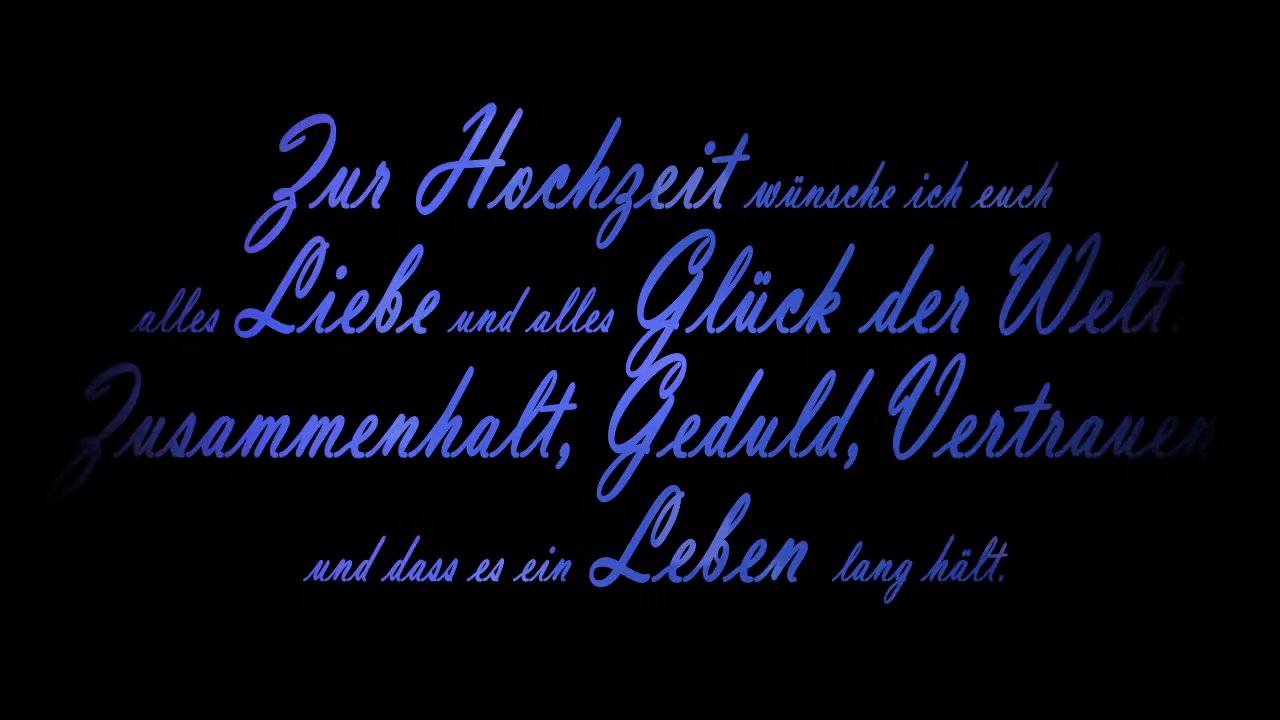 Zur Hochzeit wünsche ich euch
alles Liebe und alles Glück der Welt.
Zusammenhalt, Geduld, Vertrauen
und dass es ein Leben lang hält.